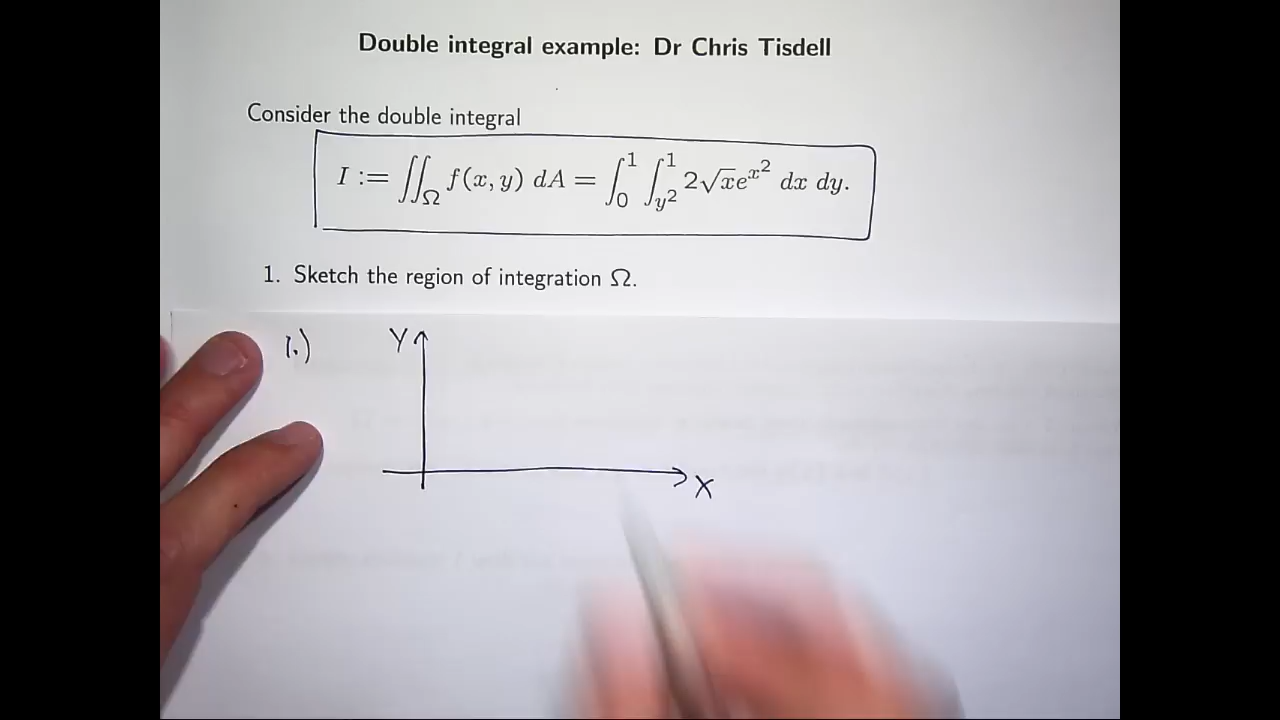 Double integral example: Dr Chris Tisdell
Consider the double integral
I := ∬_Ω f(x, y) dA = ∫_0^1 ∫_{y^2}^1 2√x e^{x^2} dx dy.
1. Sketch the region of integration Ω.
1.)
Y
X